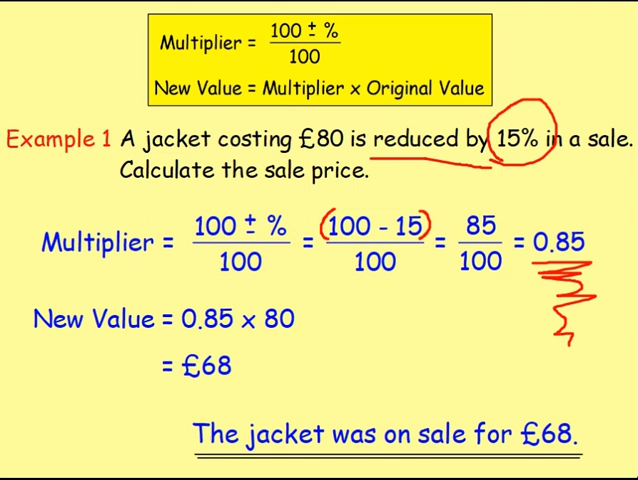 Multiplier = 100 ± % / 100
New Value = Multiplier x Original Value
Example 1 A jacket costing £80 is reduced by 15% in a sale.
Calculate the sale price.
Multiplier = 100 ± % / 100 = (100 - 15) / 100 = 85 / 100 = 0.85
New Value = 0.85 x 80
= £68
The jacket was on sale for £68.